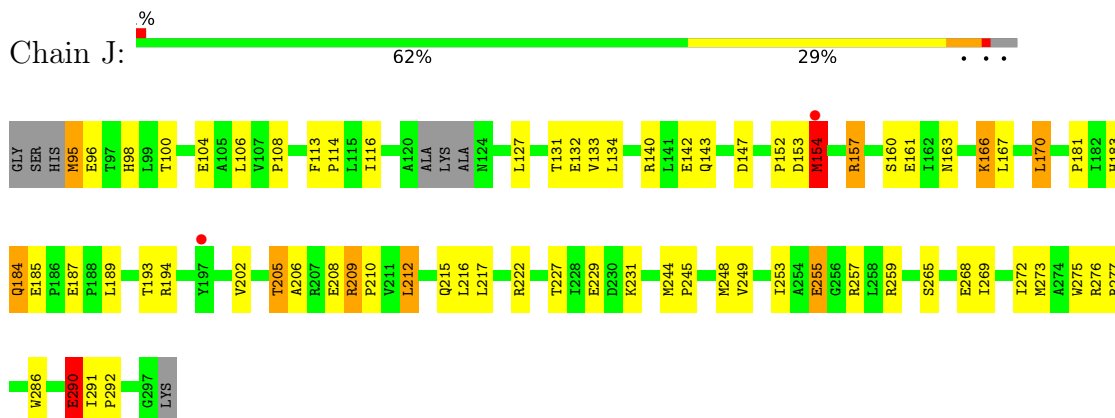 .%
Chain J:
62% 29% • • •
GLY SER HIS M95 E96 T97 H98 L99 T100 E104 A105 L106 V107 P108 F113 P114 L115 I116 A120 ALA LYS ALA N124 L127 T131 E132 V133 L134 R140 L141 E142 Q143 D147 P152 D153 M154 R157 S160 E161 I162 N163 K166 L167 L170 P181 I182 H183
Q184 E185 P186 E187 P188 L189 T193 R194 Y197 V202 T205 A206 R207 E208 R209 P210 V211 L212 Q215 L216 L217 R222 T227 I228 E229 D230 K231 M244 P245 M248 V249 I253 A254 E255 G256 R257 L258 R259 S265 E268 I269 I272 M273 A274 W275 R276
W286 E290 I291 P292 G297 LYS